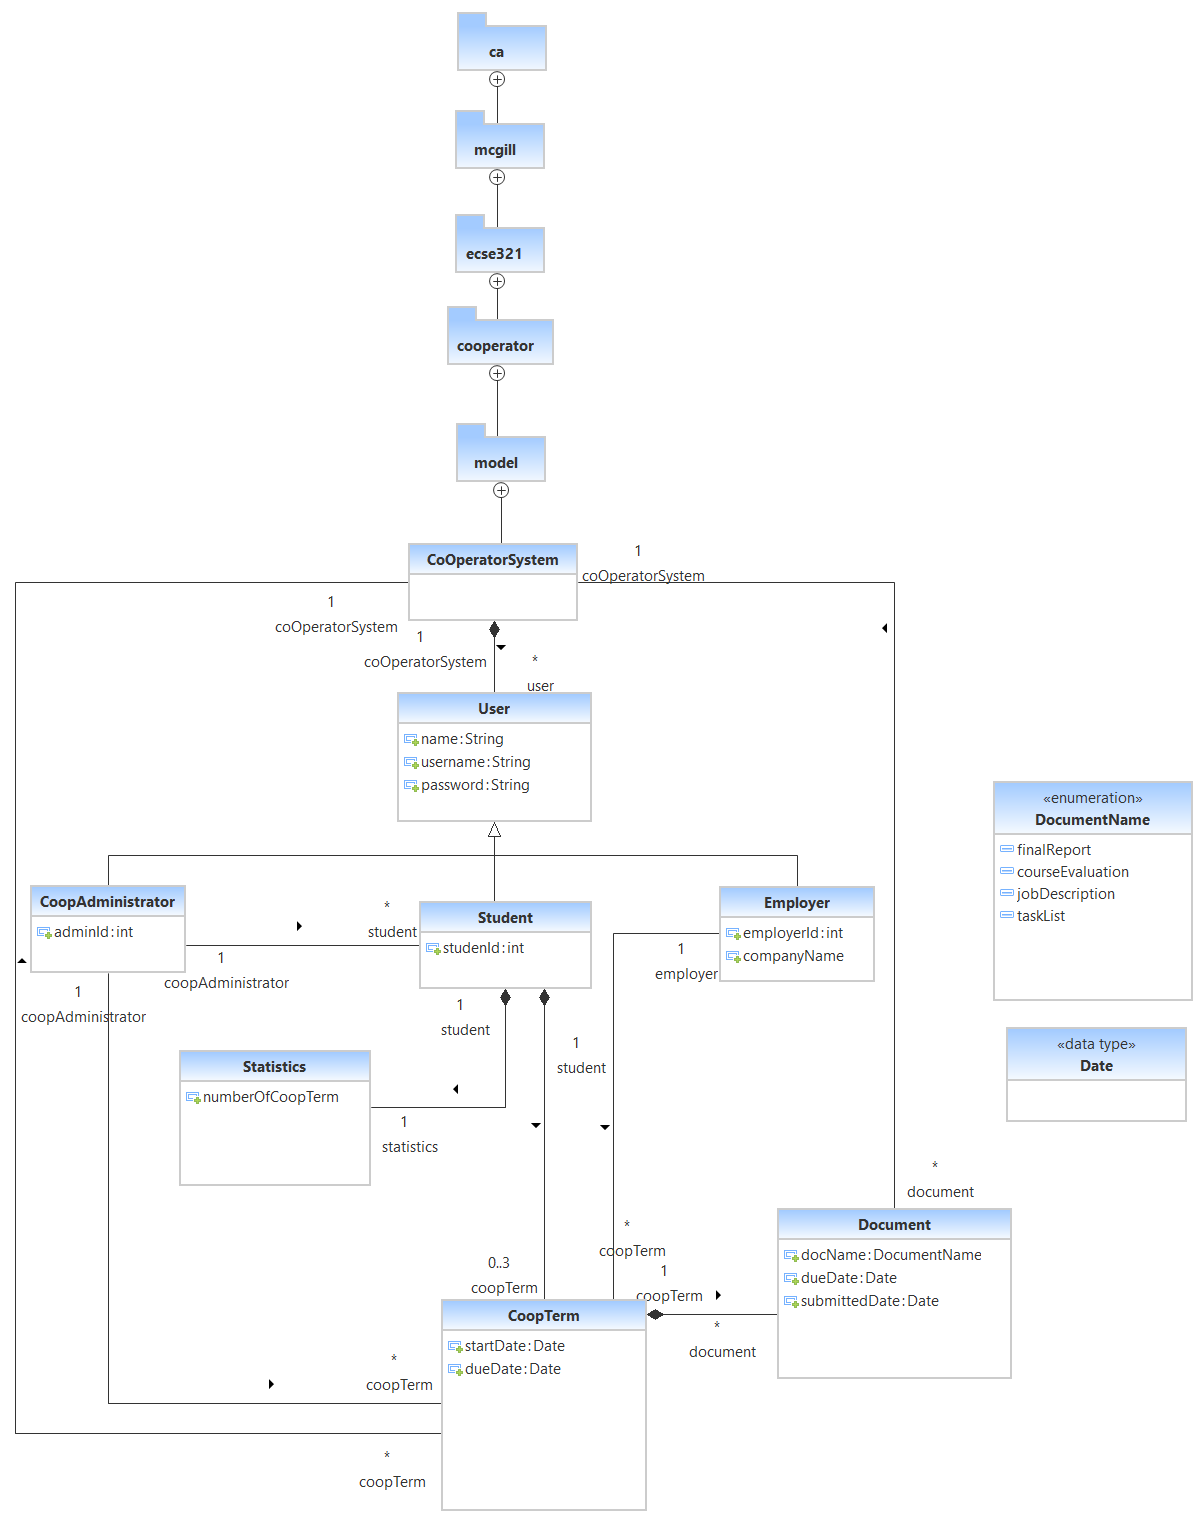 ca
mcgill
ecse321
cooperator
model
CoOperatorSystem
1
coOperatorSystem
1
coOperatorSystem
1
coOperatorSystem
*
user
User
name:String
username:String
password:String
«enumeration»
DocumentName
finalReport
courseEvaluation
jobDescription
taskList
CoopAdministrator
adminId:int
*
student
Student
studenId:int
Employer
employerId:int
companyName
1
coopAdministrator
1
employer
1
coopAdministrator
1
student
1
student
«data type»
Date
Statistics
numberOfCoopTerm
1
statistics
*
document
Document
docName:DocumentName
dueDate:Date
submittedDate:Date
*
coopTerm
0..3
coopTerm
1
coopTerm
CoopTerm
startDate:Date
dueDate:Date
*
document
*
coopTerm
*
coopTerm